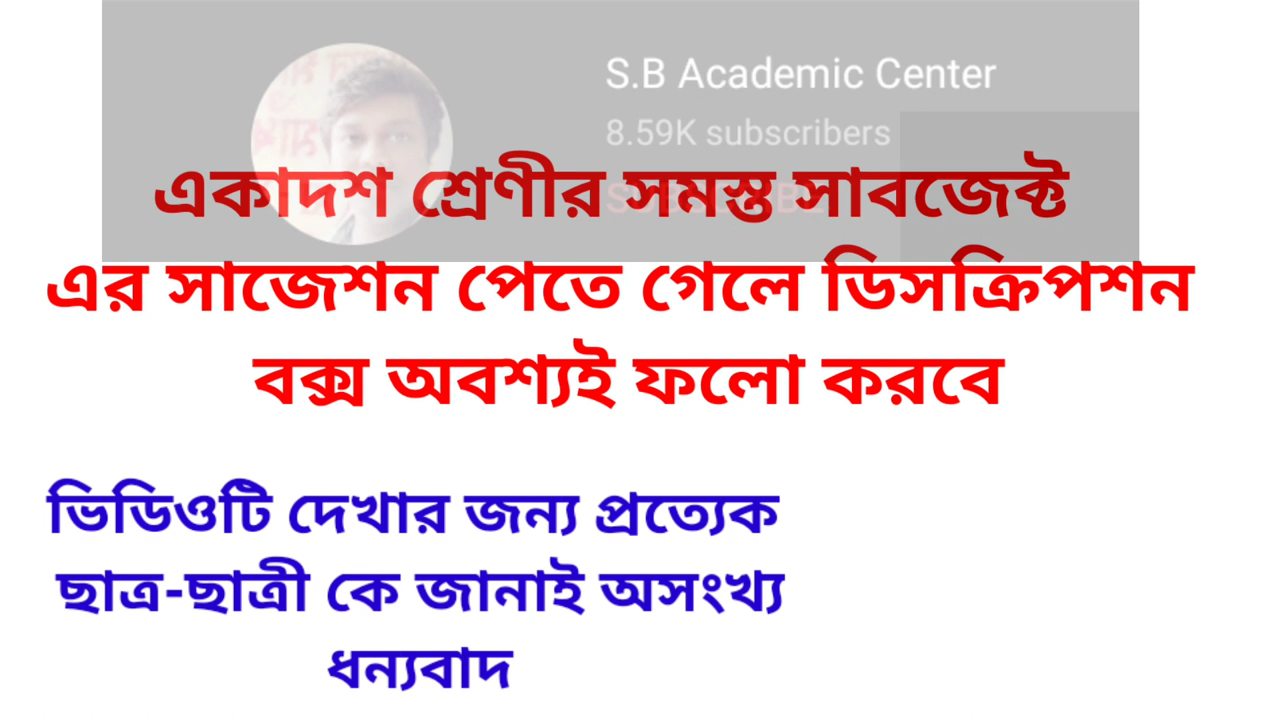 S.B Academic Center
8.59K subscribers
একাদশ শ্রেণীর সমস্ত সাবজেক্ট
এর সাজেশন পেতে গেলে ডিসক্রিপশন
বক্স অবশ্যই ফলো করবে
ভিডিওটি দেখার জন্য প্রত্যেক
ছাত্র-ছাত্রী কে জানাই অসংখ্য
ধন্যবাদ